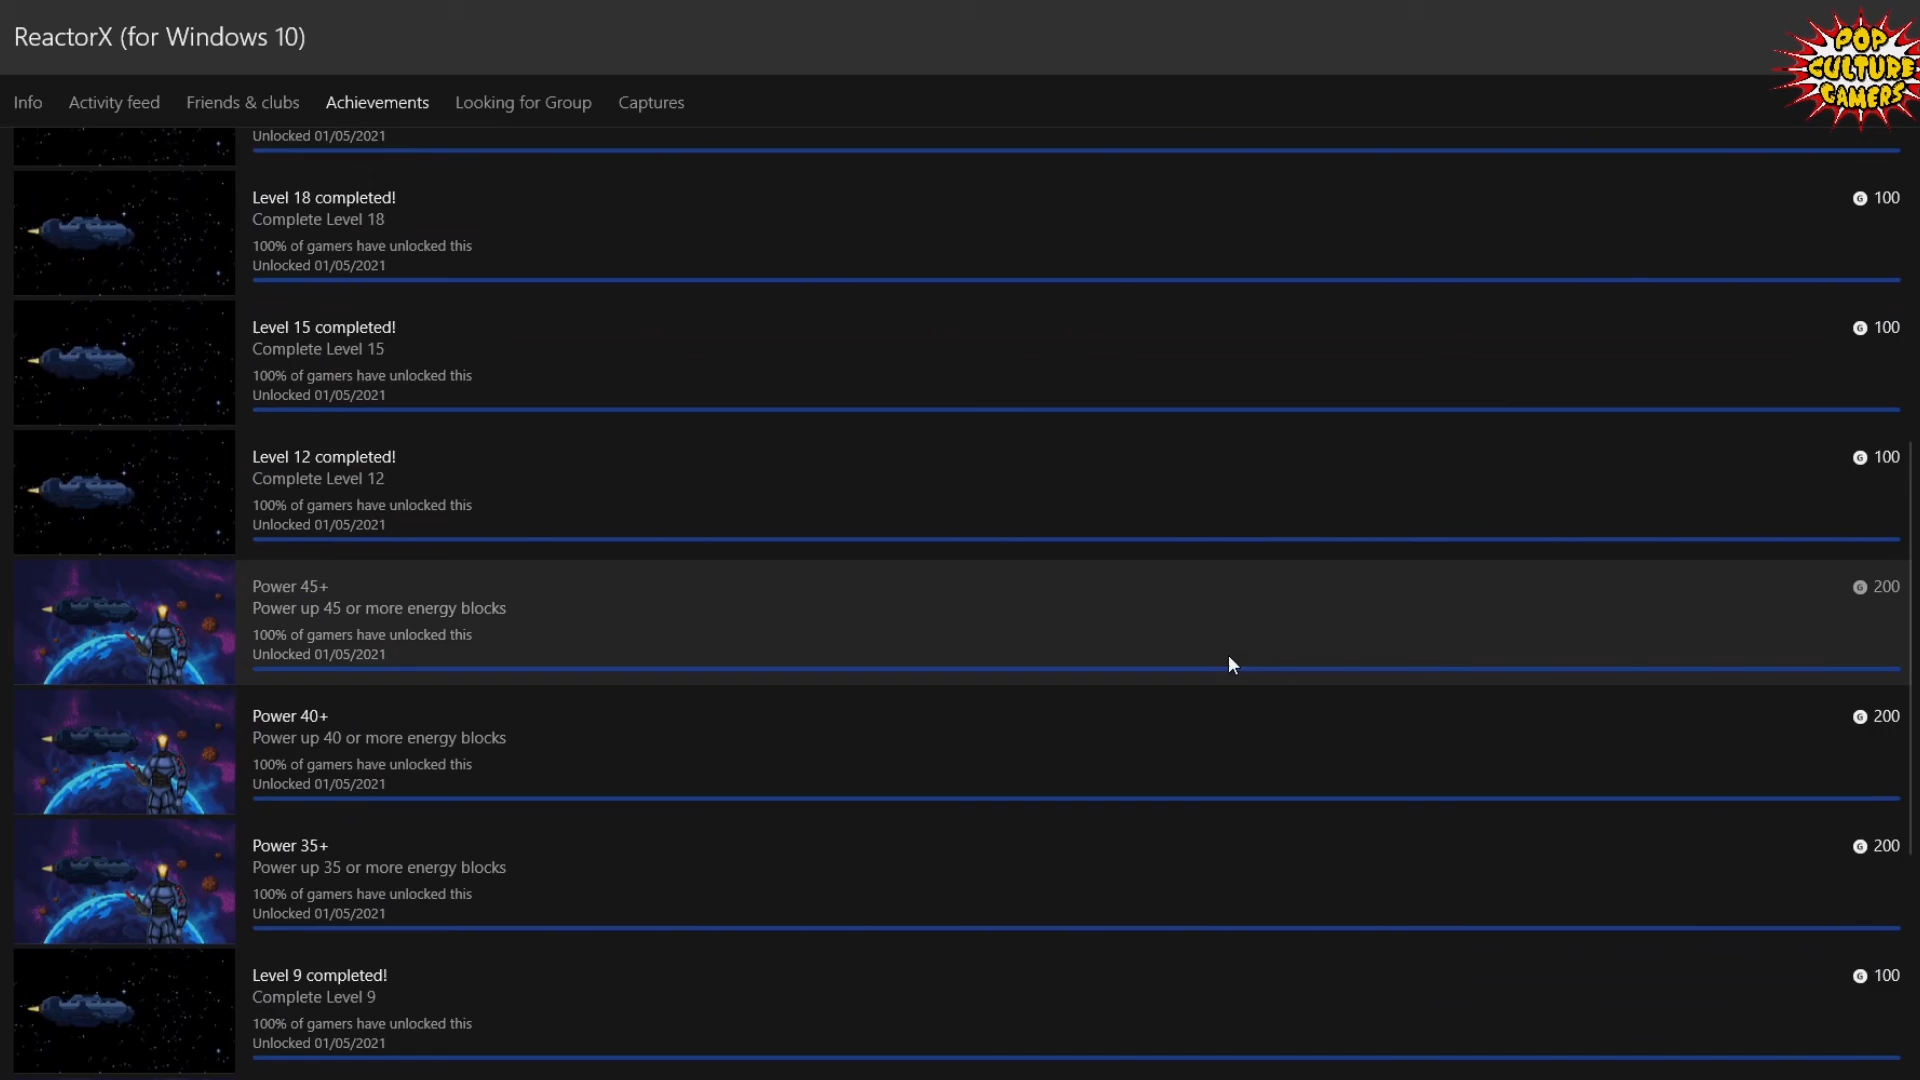 ReactorX (for Windows 10)
POP
CULTURE
GAMERS
Info Activity feed Friends & clubs Achievements Looking for Group Captures
Unlocked 01/05/2021
Level 18 completed!
G 100
Complete Level 18
100% of gamers have unlocked this
Unlocked 01/05/2021
Level 15 completed!
G 100
Complete Level 15
100% of gamers have unlocked this
Unlocked 01/05/2021
Level 12 completed!
G 100
Complete Level 12
100% of gamers have unlocked this
Unlocked 01/05/2021
Power 45+
G 200
Power up 45 or more energy blocks
100% of gamers have unlocked this
Unlocked 01/05/2021
Power 40+
G 200
Power up 40 or more energy blocks
100% of gamers have unlocked this
Unlocked 01/05/2021
Power 35+
G 200
Power up 35 or more energy blocks
100% of gamers have unlocked this
Unlocked 01/05/2021
Level 9 completed!
G 100
Complete Level 9
100% of gamers have unlocked this
Unlocked 01/05/2021